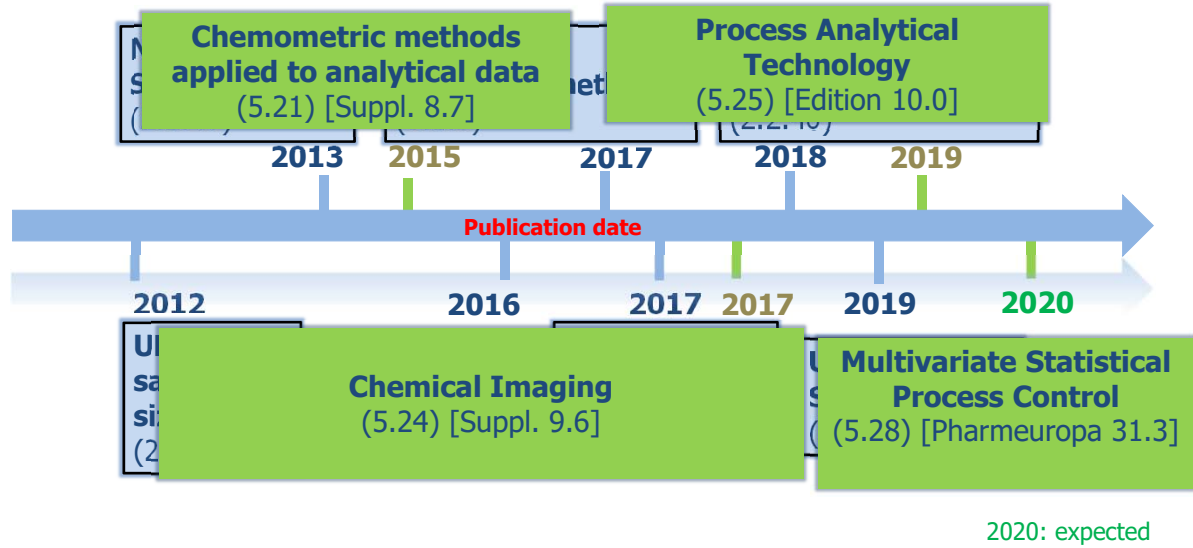 Chemometric methods
applied to analytical data
(5.21) [Suppl. 8.7]
Process Analytical
Technology
(5.25) [Edition 10.0]
2013
2015
2017
2018
2019
Publication date
2012
2016
2017
2017
2019
2020
Chemical Imaging
(5.24) [Suppl. 9.6]
Multivariate Statistical
Process Control
(5.28) [Pharmeuropa 31.3]
2020: expected